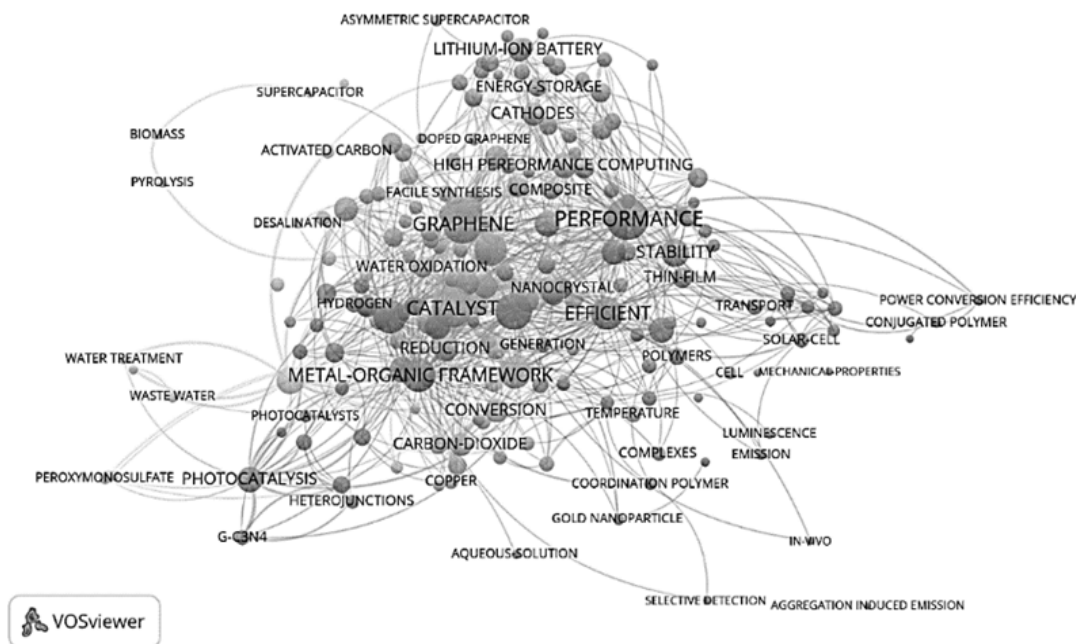 ASYMMETRIC SUPERCAPACITOR
LITHIUM-ION BATTERY
SUPERCAPACITOR
ENERGY-STORAGE
CATHODES
BIOMASS
DOPED GRAPHENE
ACTIVATED CARBON
HIGH PERFORMANCE COMPUTING
PYROLYSIS
FACILE SYNTHESIS
COMPOSITE
DESALINATION
GRAPHENE
PERFORMANCE
STABILITY
WATER OXIDATION
THIN-FILM
NANOCRYSTAL
HYDROGEN
CATALYST
EFFICIENT
TRANSPORT
POWER CONVERSION EFFICIENCY
CONJUGATED POLYMER
SOLAR-CELL
REDUCTION
GENERATION
POLYMERS
WATER TREATMENT
METAL-ORGANIC FRAMEWORK
CELL
MECHANICAL-PROPERTIES
WASTE WATER
PHOTOCATALYSTS
CONVERSION
TEMPERATURE
LUMINESCENCE
CARBON-DIOXIDE
COMPLEXES
EMISSION
PEROXYMONOSULFATE
PHOTOCATALYSIS
COPPER
COORDINATION POLYMER
HETEROJUNCTIONS
GOLD NANOPARTICLE
G-C3N4
IN-VIVO
AQUEOUS-SOLUTION
SELECTIVE DETECTION
AGGREGATION INDUCED EMISSION
VOSviewer